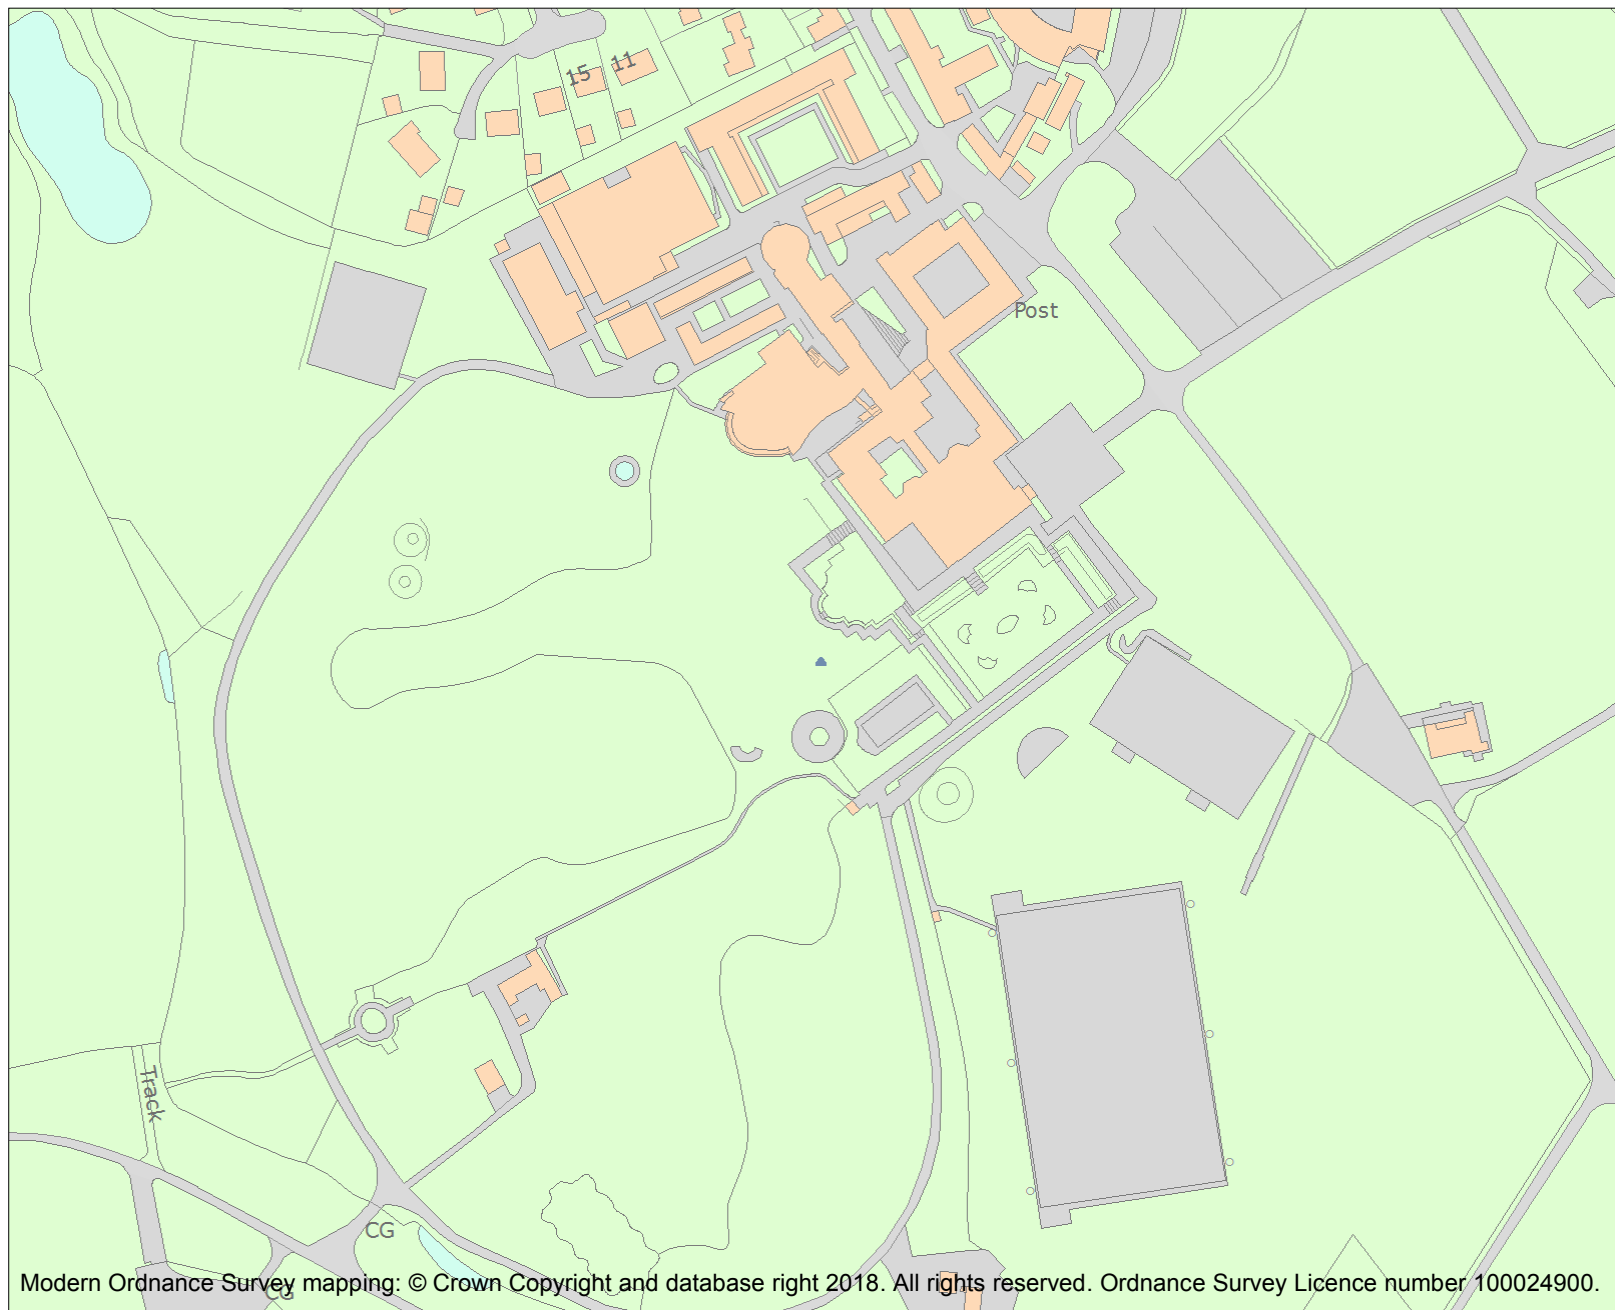 15 11
Post
Track
CG
CG
Modern Ordnance Survey mapping: © Crown Copyright and database right 2018. All rights reserved. Ordnance Survey Licence number 100024900.